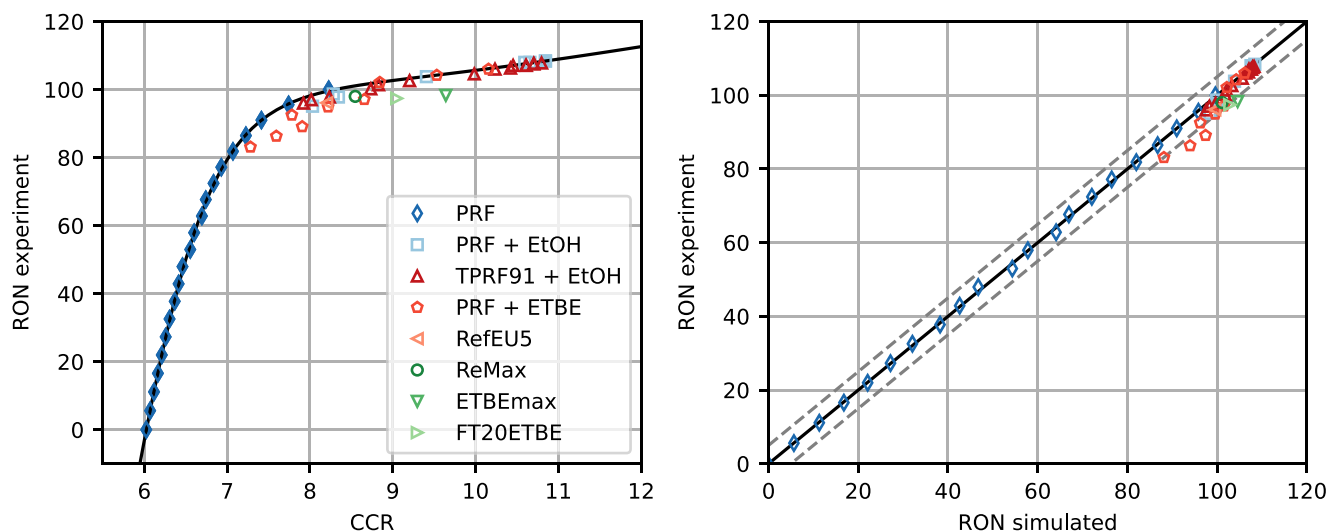 120
100
80
60
40
20
0
RON experiment
6
7
8
9
10
11
12
CCR
PRF
PRF + EtOH
TPRF91 + EtOH
PRF + ETBE
RefEU5
ReMax
ETBEmax
FT20ETBE
120
100
80
60
40
20
0
RON experiment
0
20
40
60
80
100
120
RON simulated